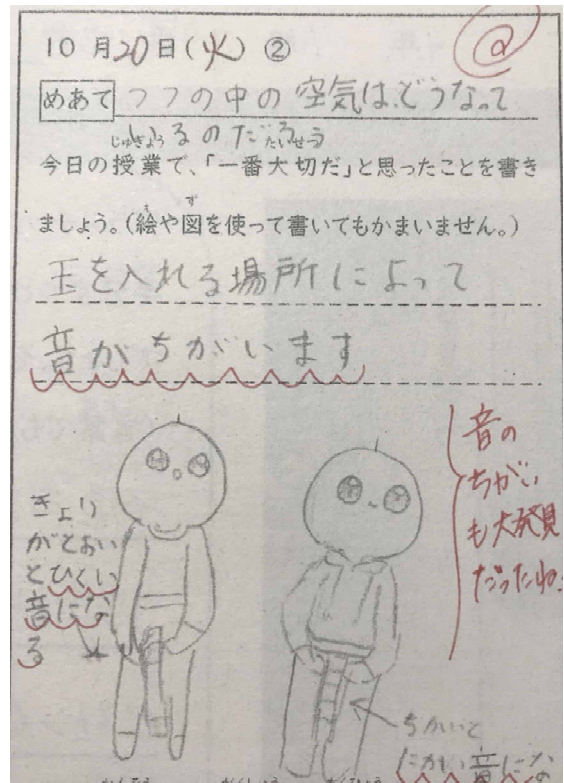 10月20日(火) ②
めあて つつの中の空気は、どうなって
いるのだろう
じゅぎょう たいせつ
今日の授業で、「一番大切だ」と思ったことを書き
え ず
ましょう。(絵や図を使って書いてもかまいません。)
玉を入れる場所によって
音がちがいます
きょり
がとおい
とひくい
音にな
る
音の
ちがい
も大発見
だったね。
ちかいと
音にな